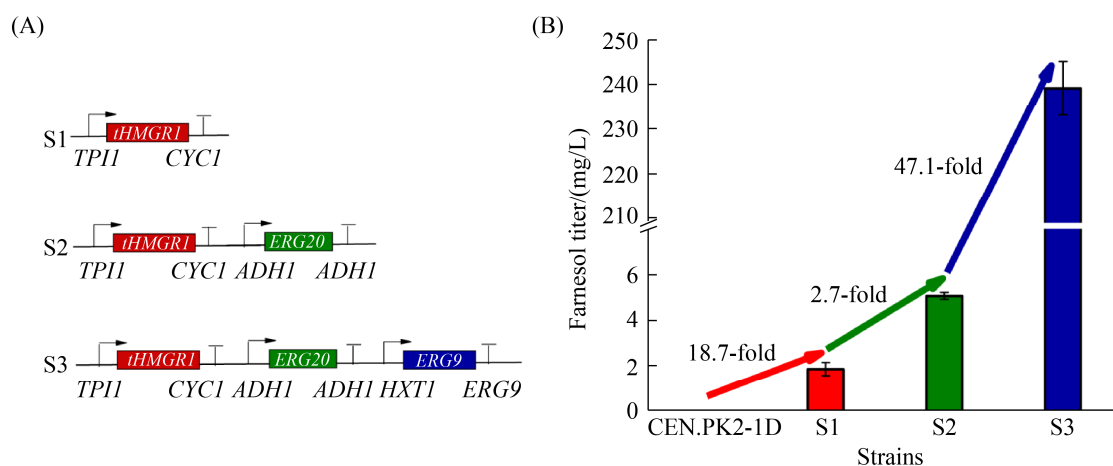 (A)
S1
tHMGR1
TPI1 CYC1
S2
tHMGR1 ERG20
TPI1 CYC1 ADH1 ADH1
S3
tHMGR1 ERG20 ERG9
TPI1 CYC1 ADH1 ADH1 HXT1 ERG9
(B)
Farnesol titer/(mg/L)
250
240
230
220
210
6
4
2
0
18.7-fold
2.7-fold
47.1-fold
CEN.PK2-1D S1 S2 S3
Strains